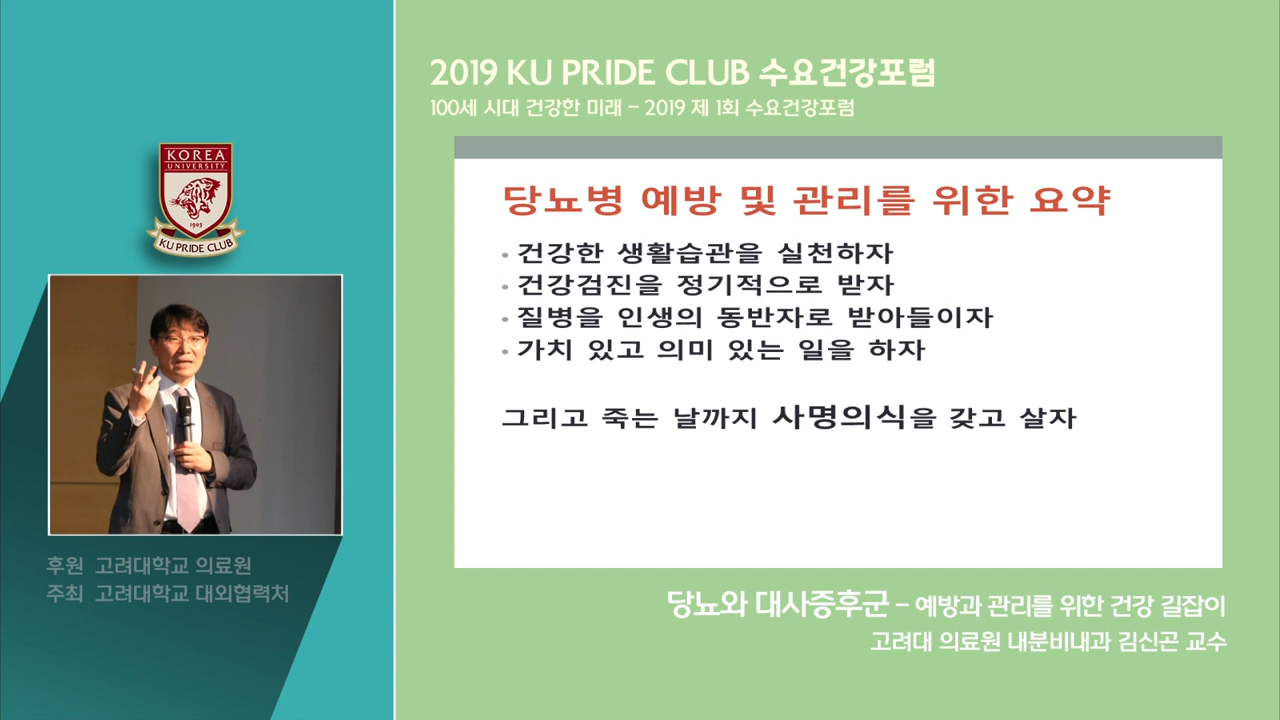 2019 KU PRIDE CLUB 수요건강포럼
100세 시대 건강한 미래 – 2019 제 1회 수요건강포럼
KOREA
UNIVERSITY
1905
KU PRIDE CLUB
당뇨병 예방 및 관리를 위한 요약
• 건강한 생활습관을 실천하자
• 건강검진을 정기적으로 받자
• 질병을 인생의 동반자로 받아들이자
• 가치 있고 의미 있는 일을 하자
그리고 죽는 날까지 사명의식을 갖고 살자
후원 고려대학교 의료원
주최 고려대학교 대외협력처
당뇨와 대사증후군 – 예방과 관리를 위한 건강 길잡이
고려대 의료원 내분비내과 김신곤 교수